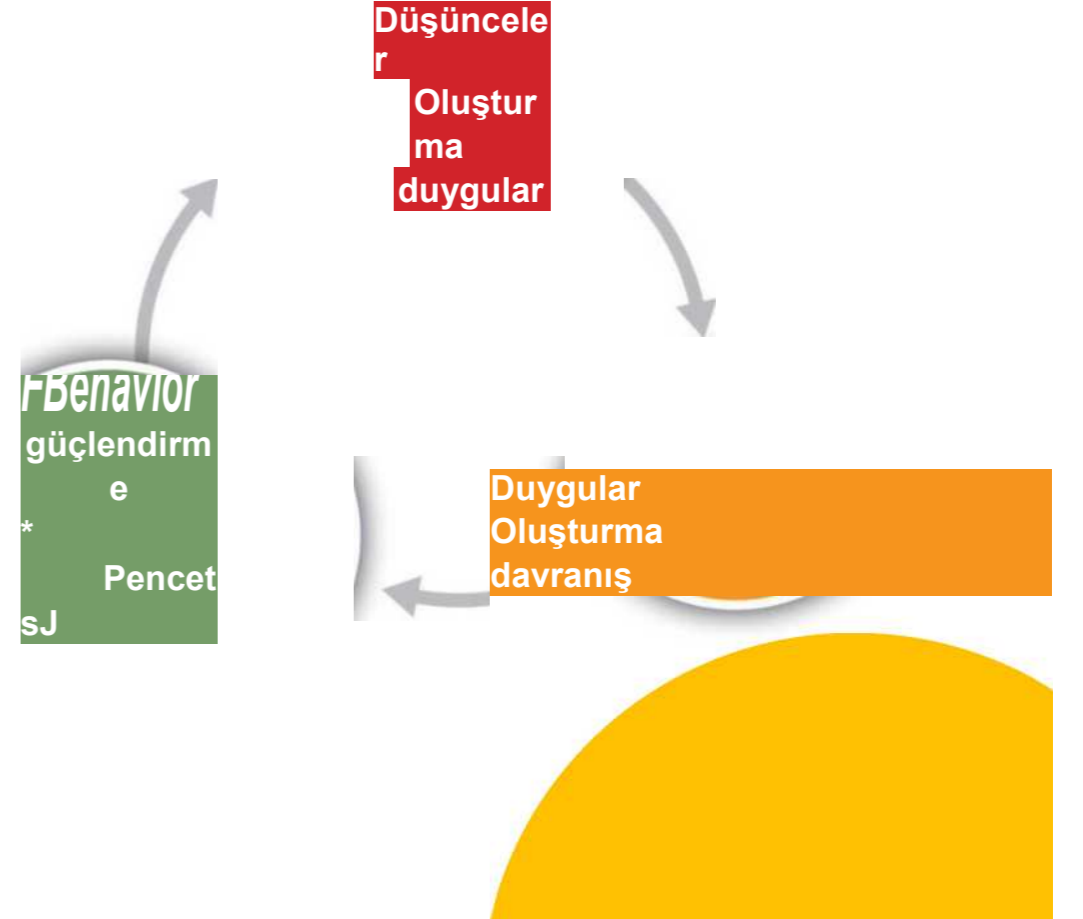 Düşüncele
r
Oluştur
ma
duygular
Duygular
Oluşturma
davranış
FBenavior
güçlendirm
e
*
Pencet
sJ